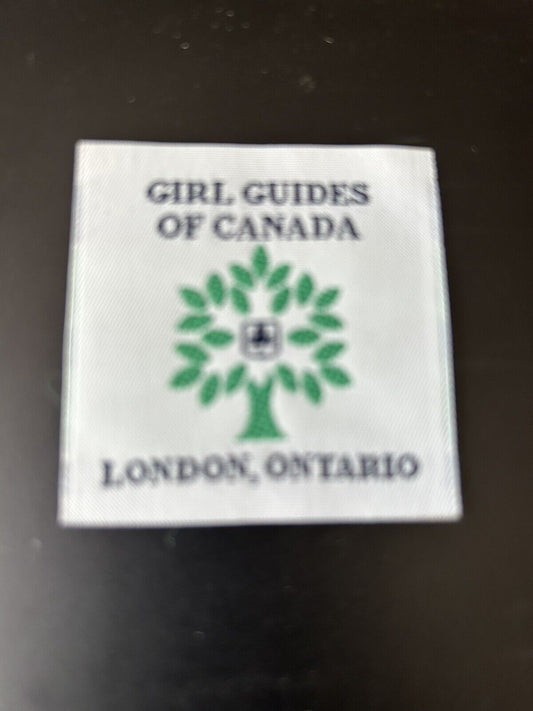 GIRL GUIDES
OF CANADA
LONDON, ONTARIO